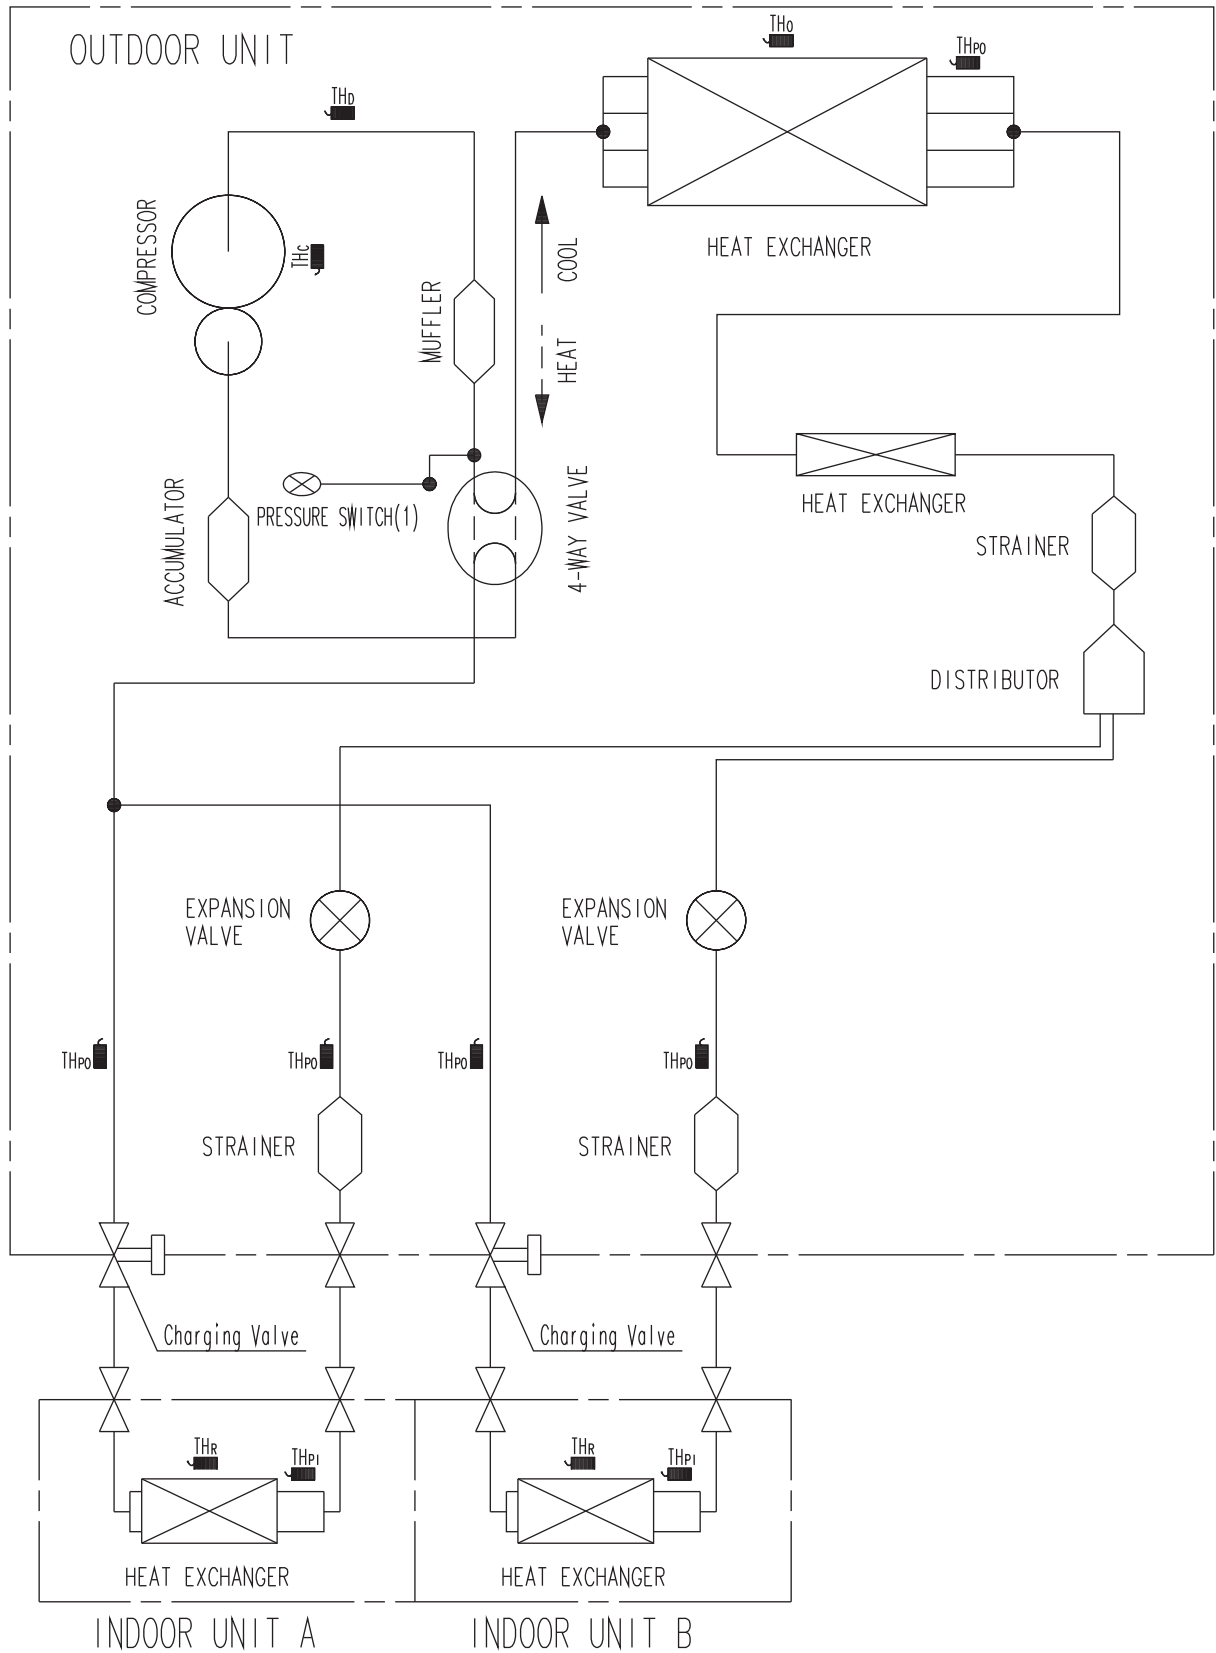 OUTDOOR UNIT
THO
THPO
THD
COMPRESSOR
THC
HEAT EXCHANGER
COOL
MUFFLER
HEAT
ACCUMULATOR
PRESSURE SWITCH(1)
4-WAY VALVE
HEAT EXCHANGER
STRAINER
DISTRIBUTOR
EXPANSION
VALVE
EXPANSION
VALVE
THPO
THPO
THPO
THPO
STRAINER
STRAINER
Charging Valve
Charging Valve
THR
THPI
THR
THPI
HEAT EXCHANGER
HEAT EXCHANGER
INDOOR UNIT A
INDOOR UNIT B